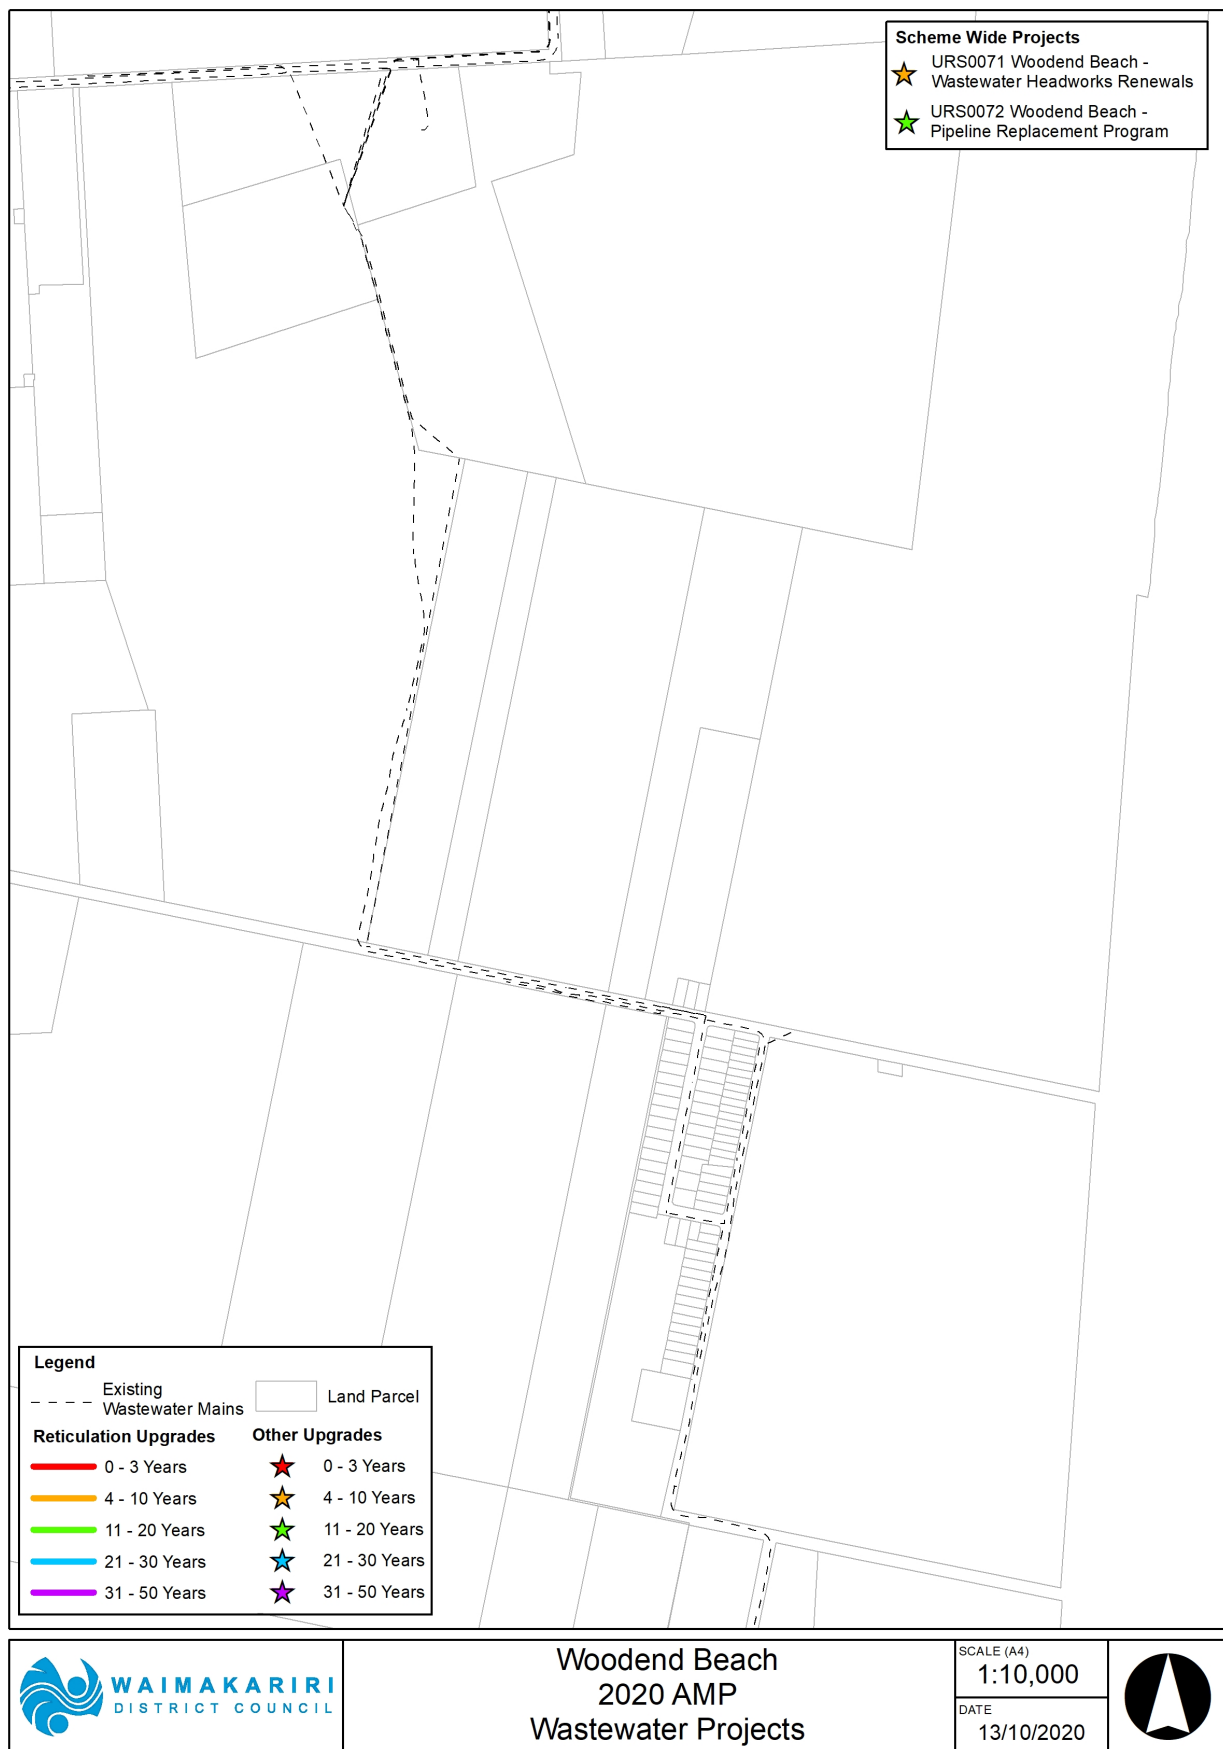 Scheme Wide Projects
URS0071 Woodend Beach -
Wastewater Headworks Renewals
URS0072 Woodend Beach -
Pipeline Replacement Program
Legend
Existing
Wastewater Mains
Land Parcel
Reticulation Upgrades
Other Upgrades
0 - 3 Years
0 - 3 Years
4 - 10 Years
4 - 10 Years
11 - 20 Years
11 - 20 Years
21 - 30 Years
21 - 30 Years
31 - 50 Years
31 - 50 Years
WAIMAKARIRI
DISTRICT COUNCIL
Woodend Beach
2020 AMP
Wastewater Projects
SCALE (A4)
1:10,000
DATE
13/10/2020